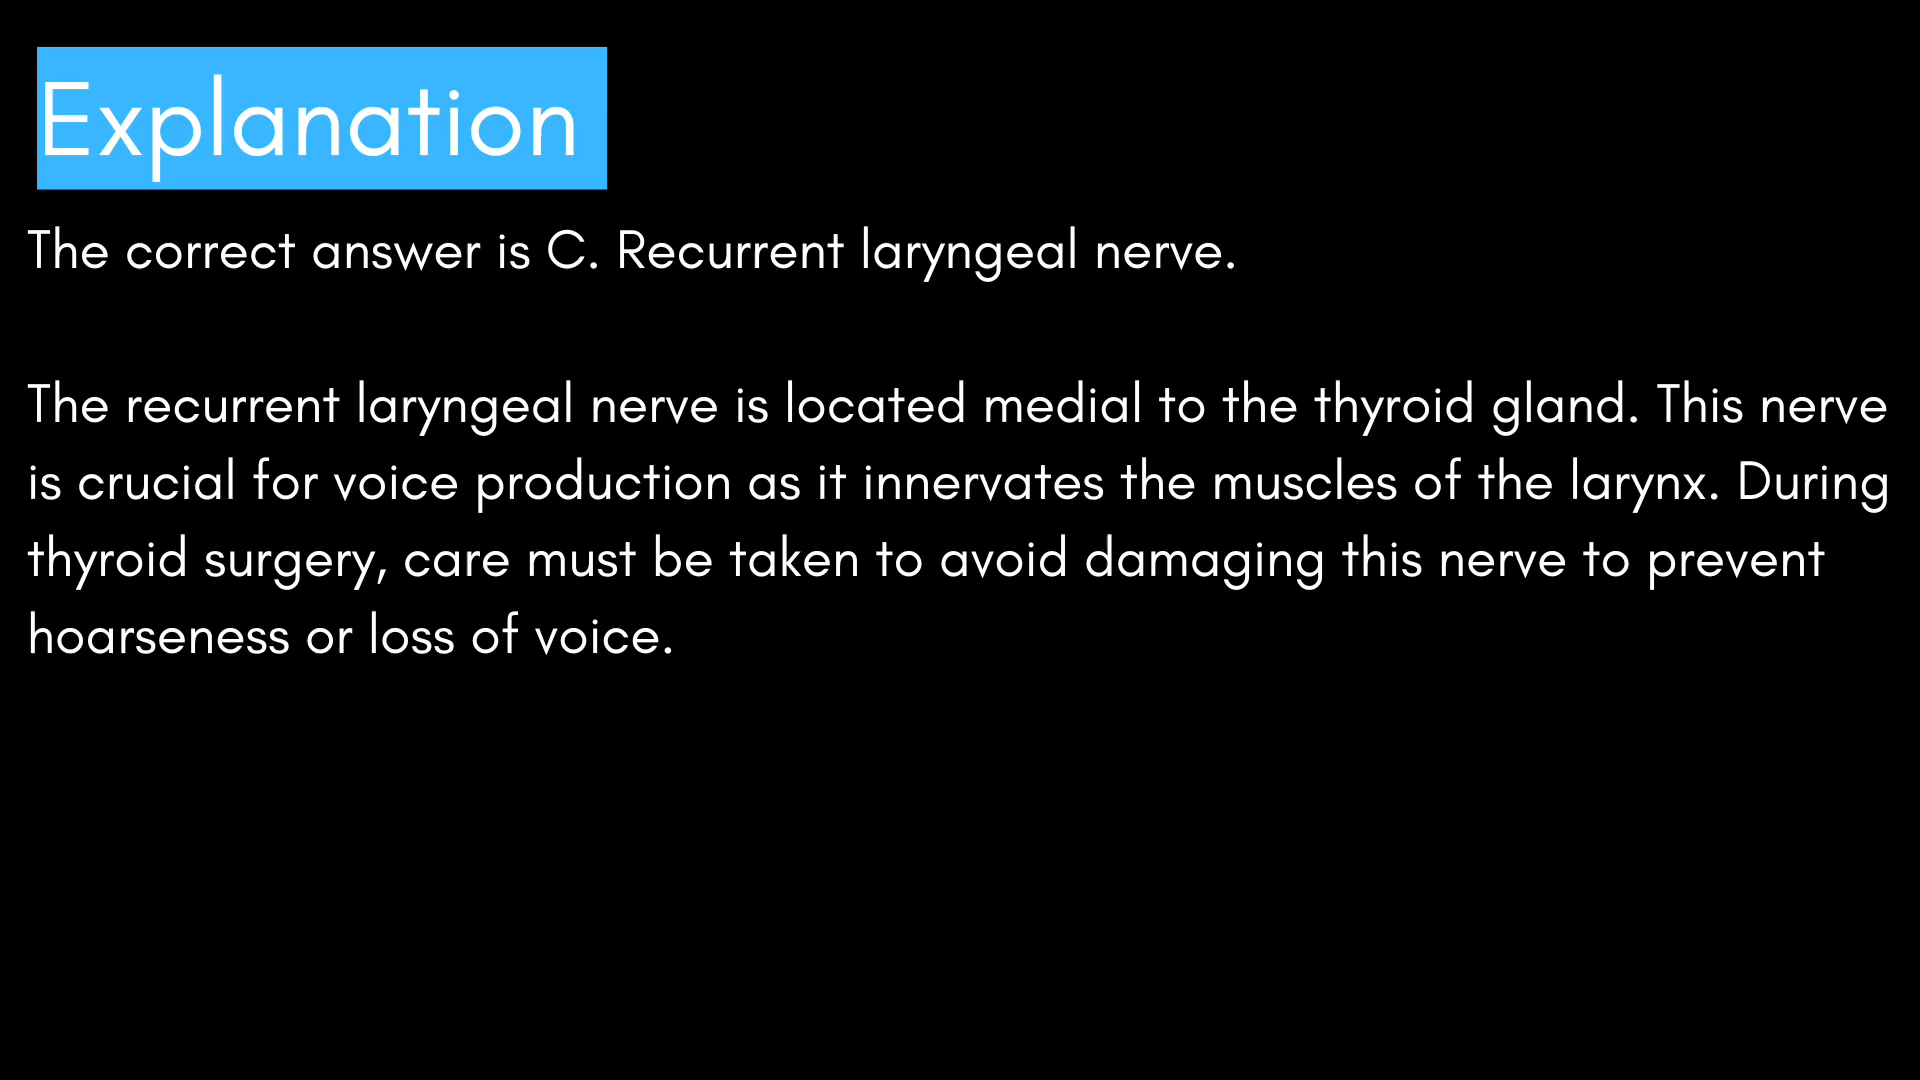 Explanation
The correct answer is C. Recurrent laryngeal nerve.
The recurrent laryngeal nerve is located medial to the thyroid gland. This nerve
is crucial for voice production as it innervates the muscles of the larynx. During
thyroid surgery, care must be taken to avoid damaging this nerve to prevent
hoarseness or loss of voice.